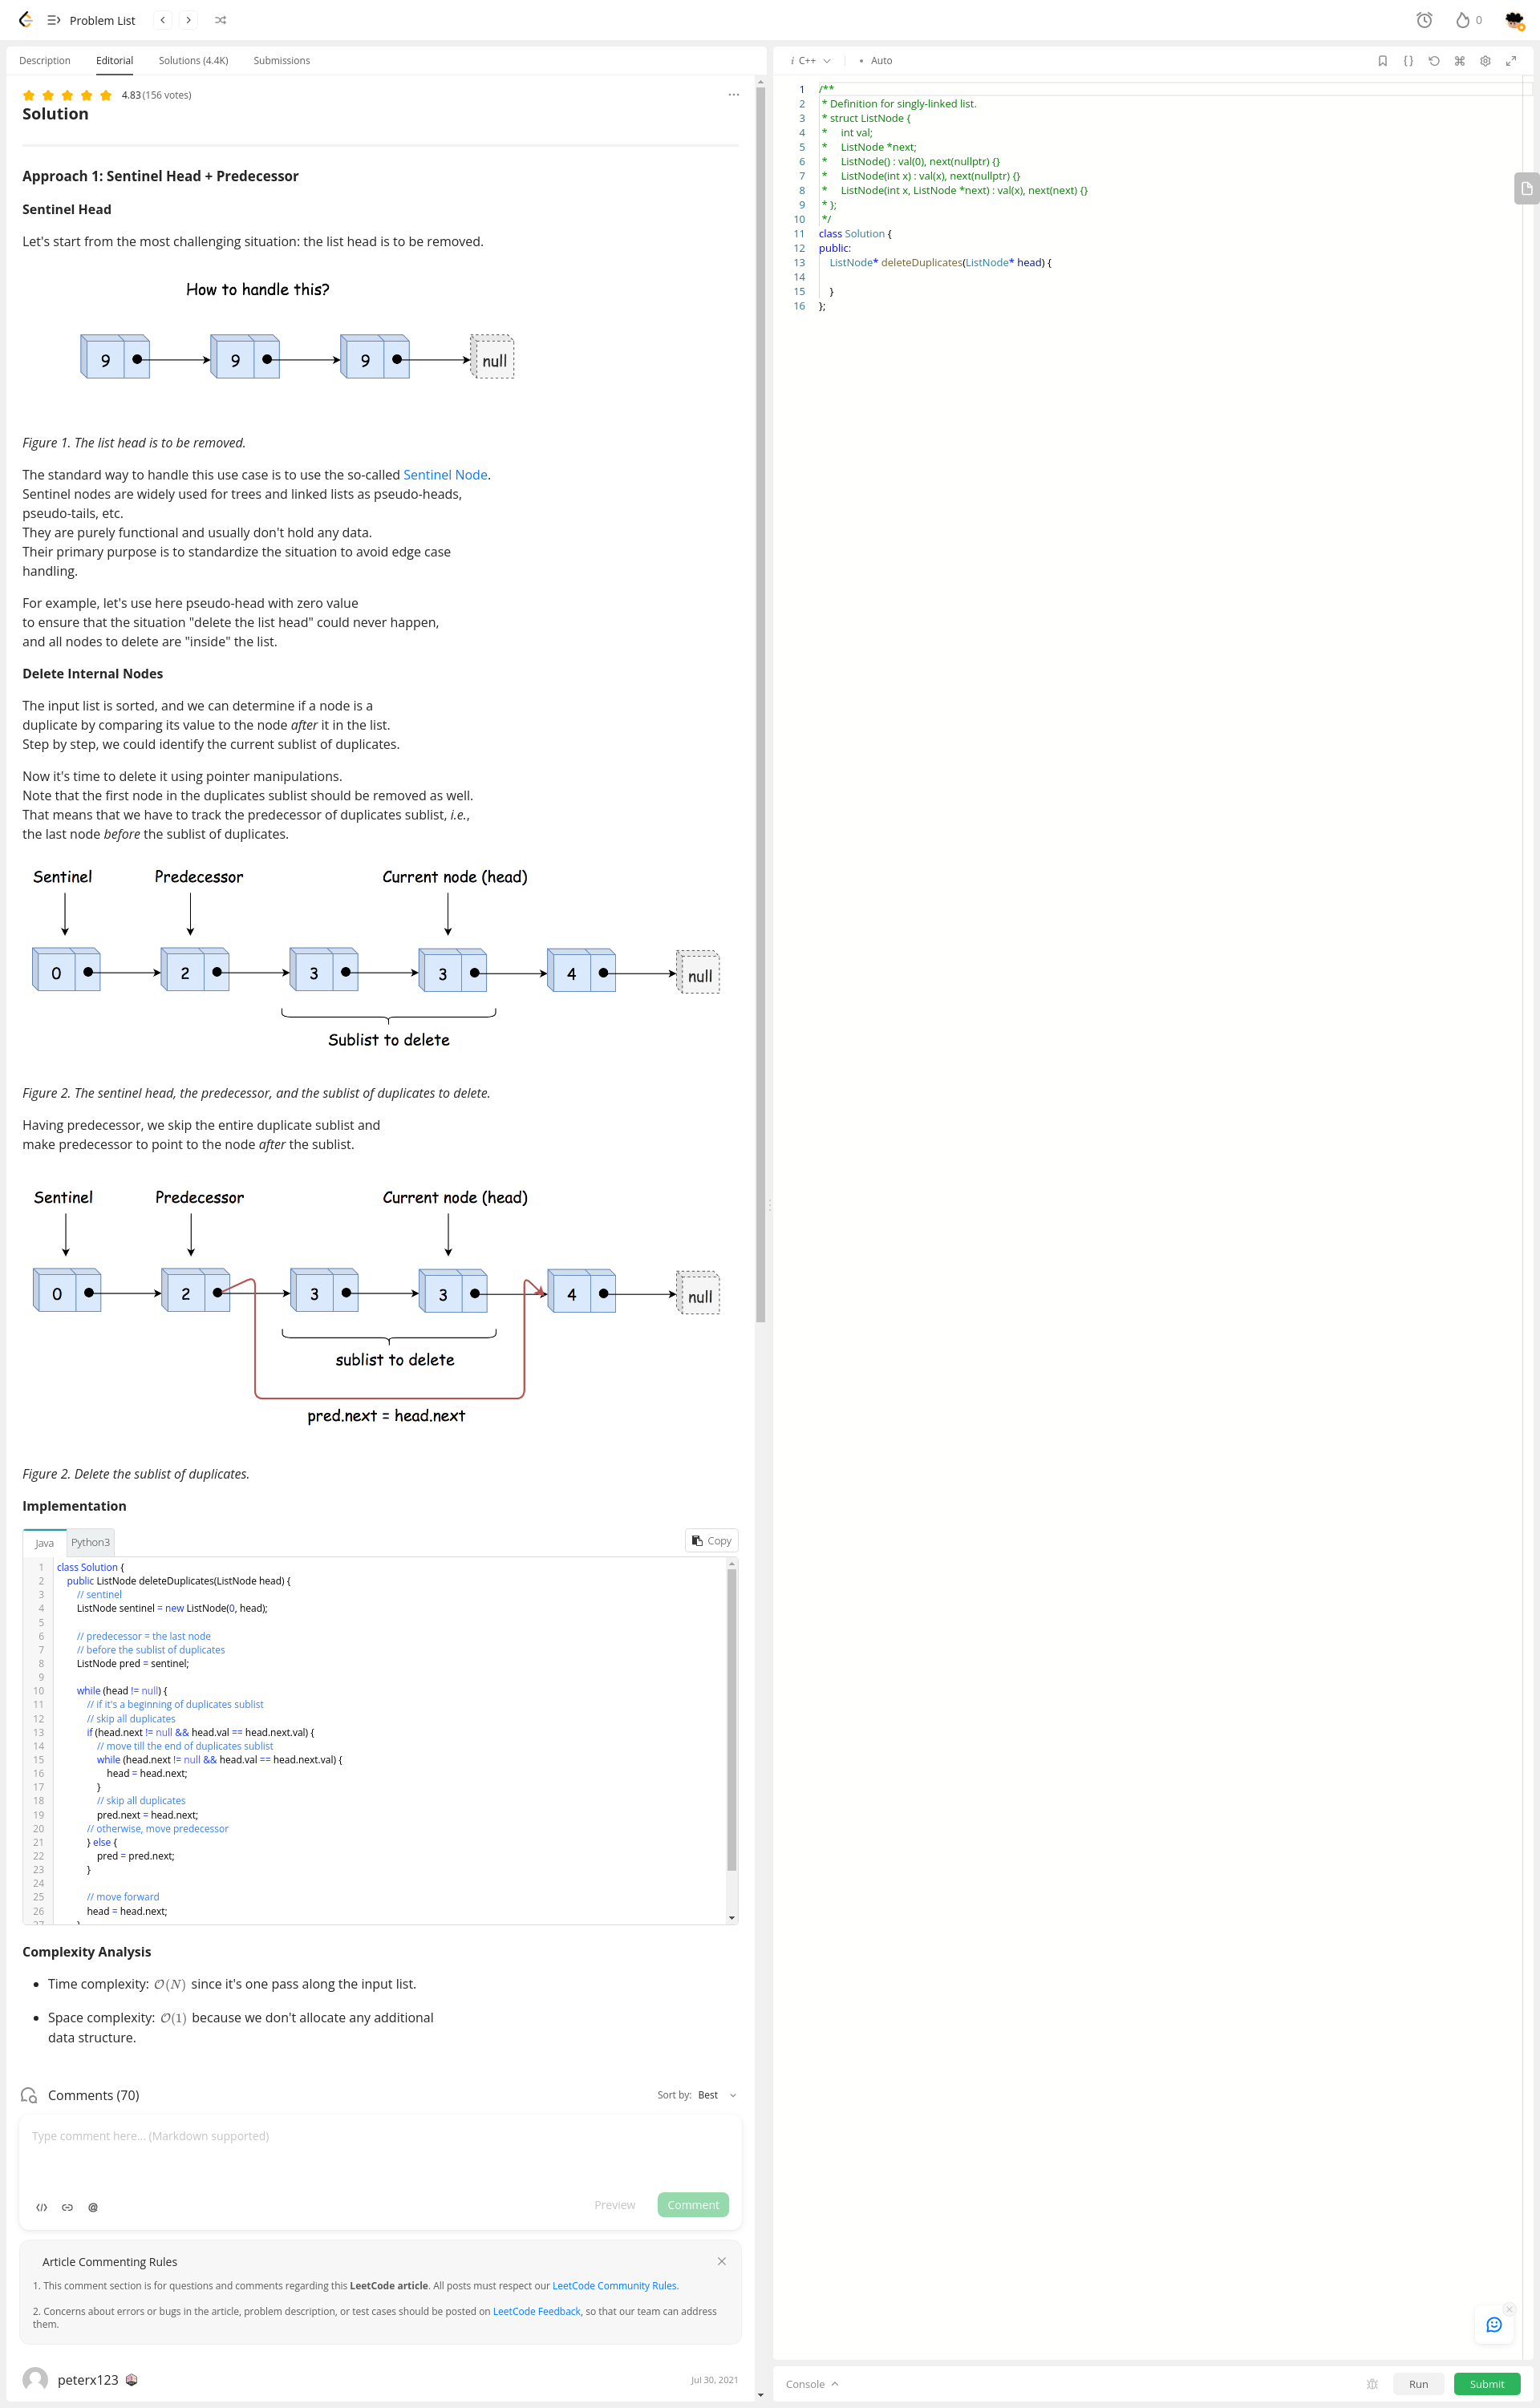 Problem List
0
Description Editorial Solutions (4.4K) Submissions
4.83 (156 votes)
Solution
Approach 1: Sentinel Head + Predecessor
Sentinel Head
Let's start from the most challenging situation: the list head is to be removed.
How to handle this?
9 9 9 null
Figure 1. The list head is to be removed.
The standard way to handle this use case is to use the so-called Sentinel Node.
Sentinel nodes are widely used for trees and linked lists as pseudo-heads,
pseudo-tails, etc.
They are purely functional and usually don't hold any data.
Their primary purpose is to standardize the situation to avoid edge case
handling.
For example, let's use here pseudo-head with zero value
to ensure that the situation "delete the list head" could never happen,
and all nodes to delete are "inside" the list.
Delete Internal Nodes
The input list is sorted, and we can determine if a node is a
duplicate by comparing its value to the node after it in the list.
Step by step, we could identify the current sublist of duplicates.
Now it's time to delete it using pointer manipulations.
Note that the first node in the duplicates sublist should be removed as well.
That means that we have to track the predecessor of duplicates sublist, i.e.,
the last node before the sublist of duplicates.
Sentinel Predecessor Current node (head)
0 2 3 3 4 null
Sublist to delete
Figure 2. The sentinel head, the predecessor, and the sublist of duplicates to delete.
Having predecessor, we skip the entire duplicate sublist and
make predecessor to point to the node after the sublist.
Sentinel Predecessor Current node (head)
0 2 3 3 4 null
sublist to delete
pred.next = head.next
Figure 2. Delete the sublist of duplicates.
Implementation
Java Python3 Copy
1 class Solution {
2 public ListNode deleteDuplicates(ListNode head) {
3 // sentinel
4 ListNode sentinel = new ListNode(0, head);
5
6 // predecessor = the last node
7 // before the sublist of duplicates
8 ListNode pred = sentinel;
9
10 while (head != null) {
11 // if it's a beginning of duplicates sublist
12 // skip all duplicates
13 if (head.next != null && head.val == head.next.val) {
14 // move till the end of duplicates sublist
15 while (head.next != null && head.val == head.next.val) {
16 head = head.next;
17 }
18 // skip all duplicates
19 pred.next = head.next;
20 // otherwise, move predecessor
21 } else {
22 pred = pred.next;
23 }
24
25 // move forward
26 head = head.next;
27 }
Complexity Analysis
• Time complexity: O(N) since it's one pass along the input list.
• Space complexity: O(1) because we don't allocate any additional
data structure.
Comments (70) Sort by: Best
Type comment here... (Markdown supported)
</> @ Preview Comment
Article Commenting Rules
1. This comment section is for questions and comments regarding this LeetCode article. All posts must respect our LeetCode Community Rules.
2. Concerns about errors or bugs in the article, problem description, or test cases should be posted on LeetCode Feedback, so that our team can address
them.
peterx123 Jul 30, 2021
i C++ • Auto
{}
1 /**
2 * Definition for singly-linked list.
3 * struct ListNode {
4 * int val;
5 * ListNode *next;
6 * ListNode() : val(0), next(nullptr) {}
7 * ListNode(int x) : val(x), next(nullptr) {}
8 * ListNode(int x, ListNode *next) : val(x), next(next) {}
9 * };
10 */
11 class Solution {
12 public:
13 ListNode* deleteDuplicates(ListNode* head) {
14
15 }
16 };
Console Run Submit